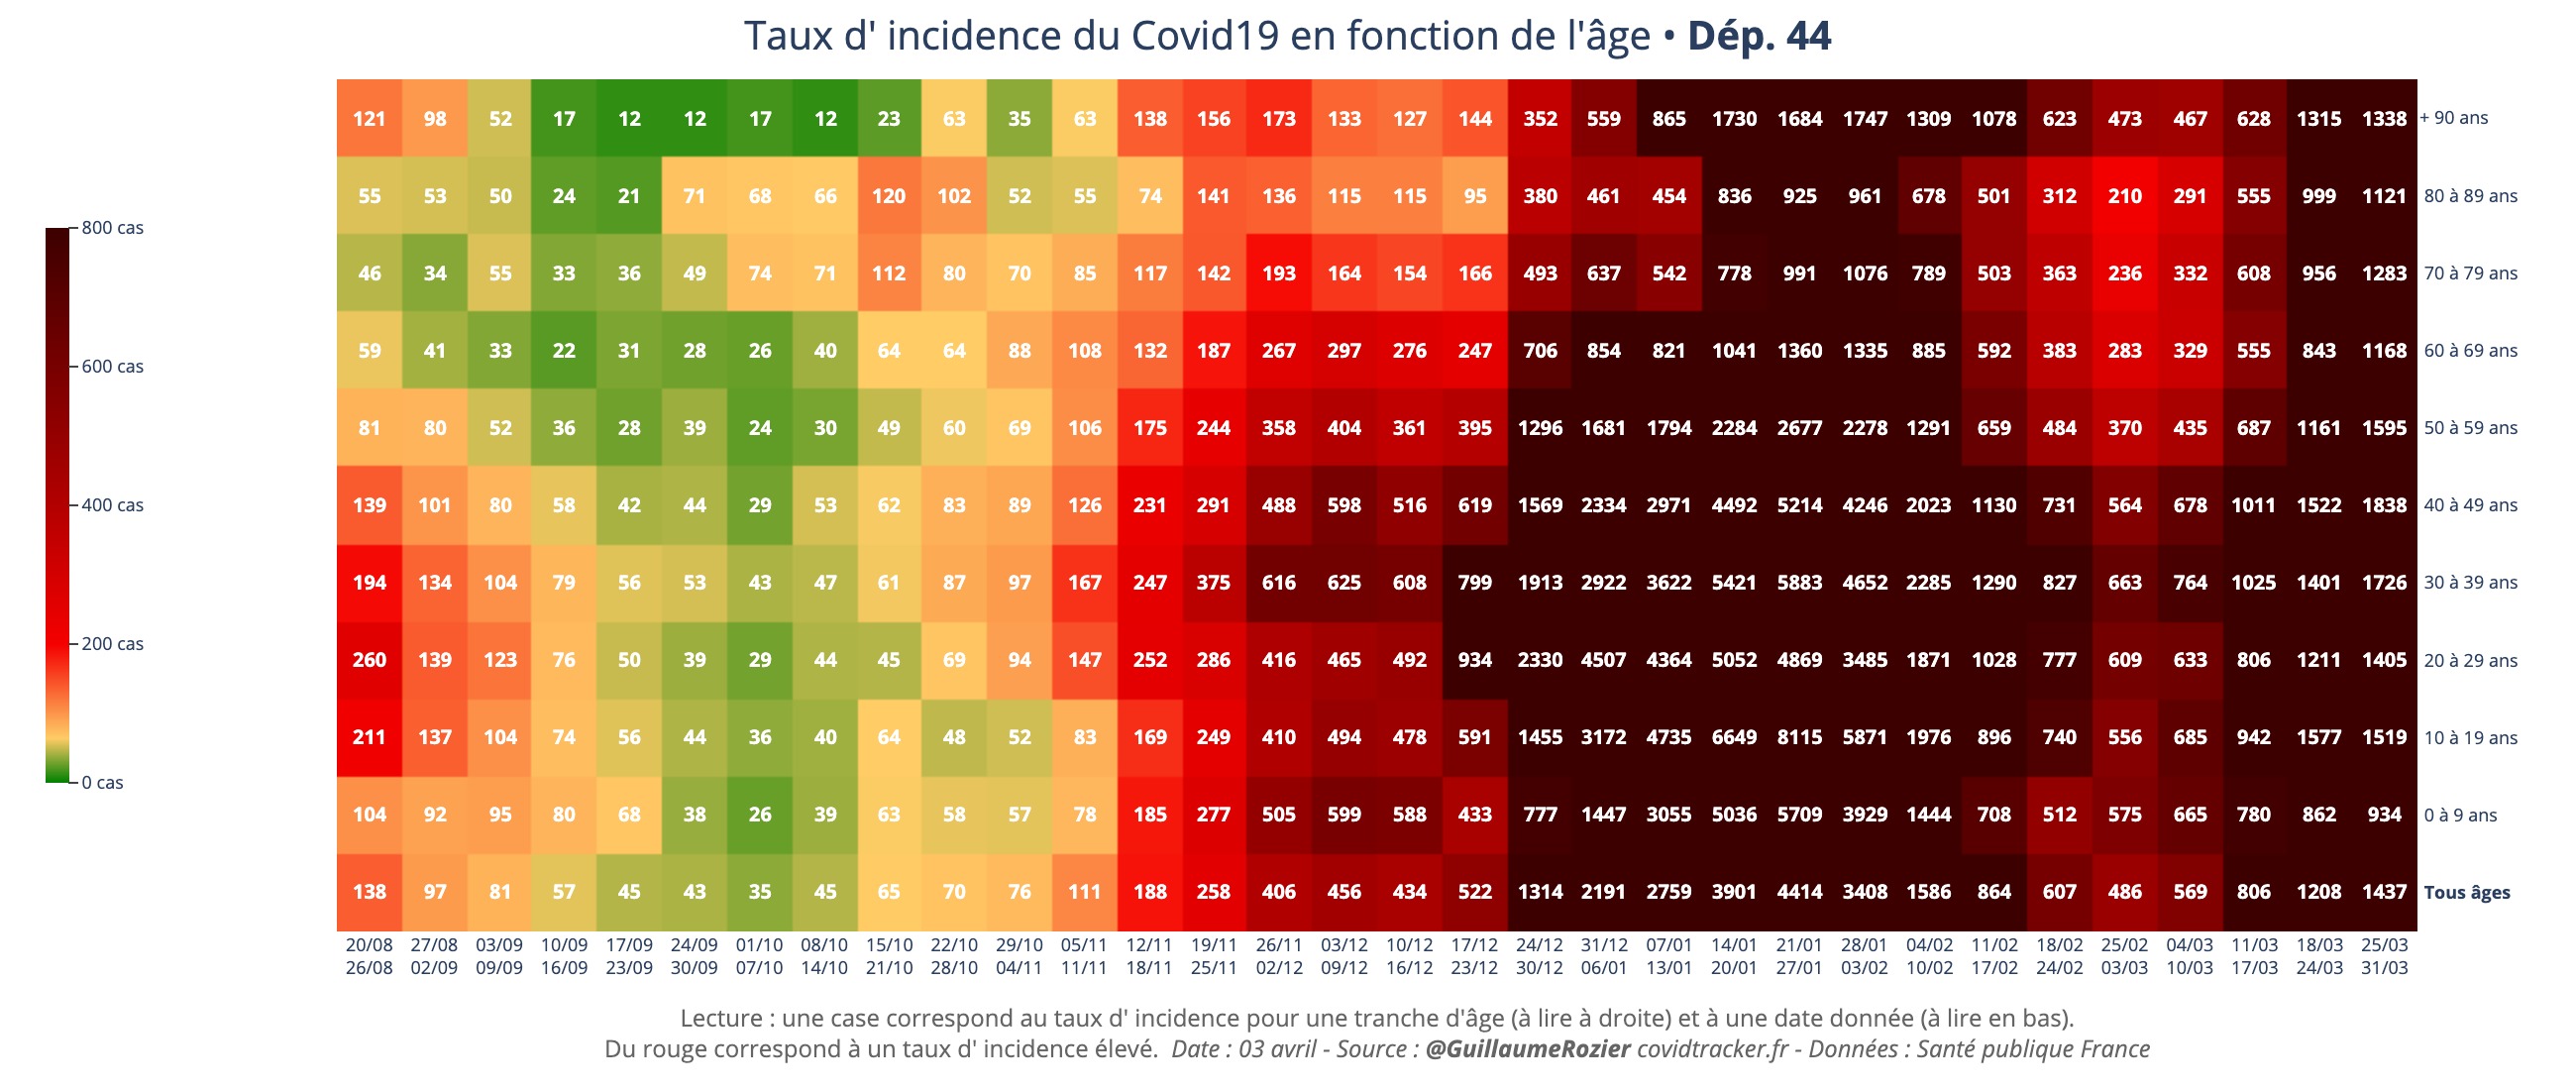 Taux d' incidence du Covid19 en fonction de l'âge • Dép. 44
800 cas
600 cas
400 cas
200 cas
0 cas
121 98 52 17 12 12 17 12 23 63 35 63 138 156 173 133 127 144 352 559 865 1730 1684 1747 1309 1078 623 473 467 628 1315 1338 + 90 ans
55 53 50 24 21 71 68 66 120 102 52 55 74 141 136 115 115 95 380 461 454 836 925 961 678 501 312 210 291 555 999 1121 80 à 89 ans
46 34 55 33 36 49 74 71 112 80 70 85 117 142 193 164 154 166 493 637 542 778 991 1076 789 503 363 236 332 608 956 1283 70 à 79 ans
59 41 33 22 31 28 26 40 64 64 88 108 132 187 267 297 276 247 706 854 821 1041 1360 1335 885 592 383 283 329 555 843 1168 60 à 69 ans
81 80 52 36 28 39 24 30 49 60 69 106 175 244 358 404 361 395 1296 1681 1794 2284 2677 2278 1291 659 484 370 435 687 1161 1595 50 à 59 ans
139 101 80 58 42 44 29 53 62 83 89 126 231 291 488 598 516 619 1569 2334 2971 4492 5214 4246 2023 1130 731 564 678 1011 1522 1838 40 à 49 ans
194 134 104 79 56 53 43 47 61 87 97 167 247 375 616 625 608 799 1913 2922 3622 5421 5883 4652 2285 1290 827 663 764 1025 1401 1726 30 à 39 ans
260 139 123 76 50 39 29 44 45 69 94 147 252 286 416 465 492 934 2330 4507 4364 5052 4869 3485 1871 1028 777 609 633 806 1211 1405 20 à 29 ans
211 137 104 74 56 44 36 40 64 48 52 83 169 249 410 494 478 591 1455 3172 4735 6649 8115 5871 1976 896 740 556 685 942 1577 1519 10 à 19 ans
104 92 95 80 68 38 26 39 63 58 57 78 185 277 505 599 588 433 777 1447 3055 5036 5709 3929 1444 708 512 575 665 780 862 934 0 à 9 ans
138 97 81 57 45 43 35 45 65 70 76 111 188 258 406 456 434 522 1314 2191 2759 3901 4414 3408 1586 864 607 486 569 806 1208 1437 Tous âges
20/08 27/08 03/09 10/09 17/09 24/09 01/10 08/10 15/10 22/10 29/10 05/11 12/11 19/11 26/11 03/12 10/12 17/12 24/12 31/12 07/01 14/01 21/01 28/01 04/02 11/02 18/02 25/02 04/03 11/03 18/03 25/03
26/08 02/09 09/09 16/09 23/09 30/09 07/10 14/10 21/10 28/10 04/11 11/11 18/11 25/11 02/12 09/12 16/12 23/12 30/12 06/01 13/01 20/01 27/01 03/02 10/02 17/02 24/02 03/03 10/03 17/03 24/03 31/03
Lecture : une case correspond au taux d' incidence pour une tranche d'âge (à lire à droite) et à une date donnée (à lire en bas).
Du rouge correspond à un taux d' incidence élevé. Date : 03 avril - Source : @GuillaumeRozier covidtracker.fr - Données : Santé publique France